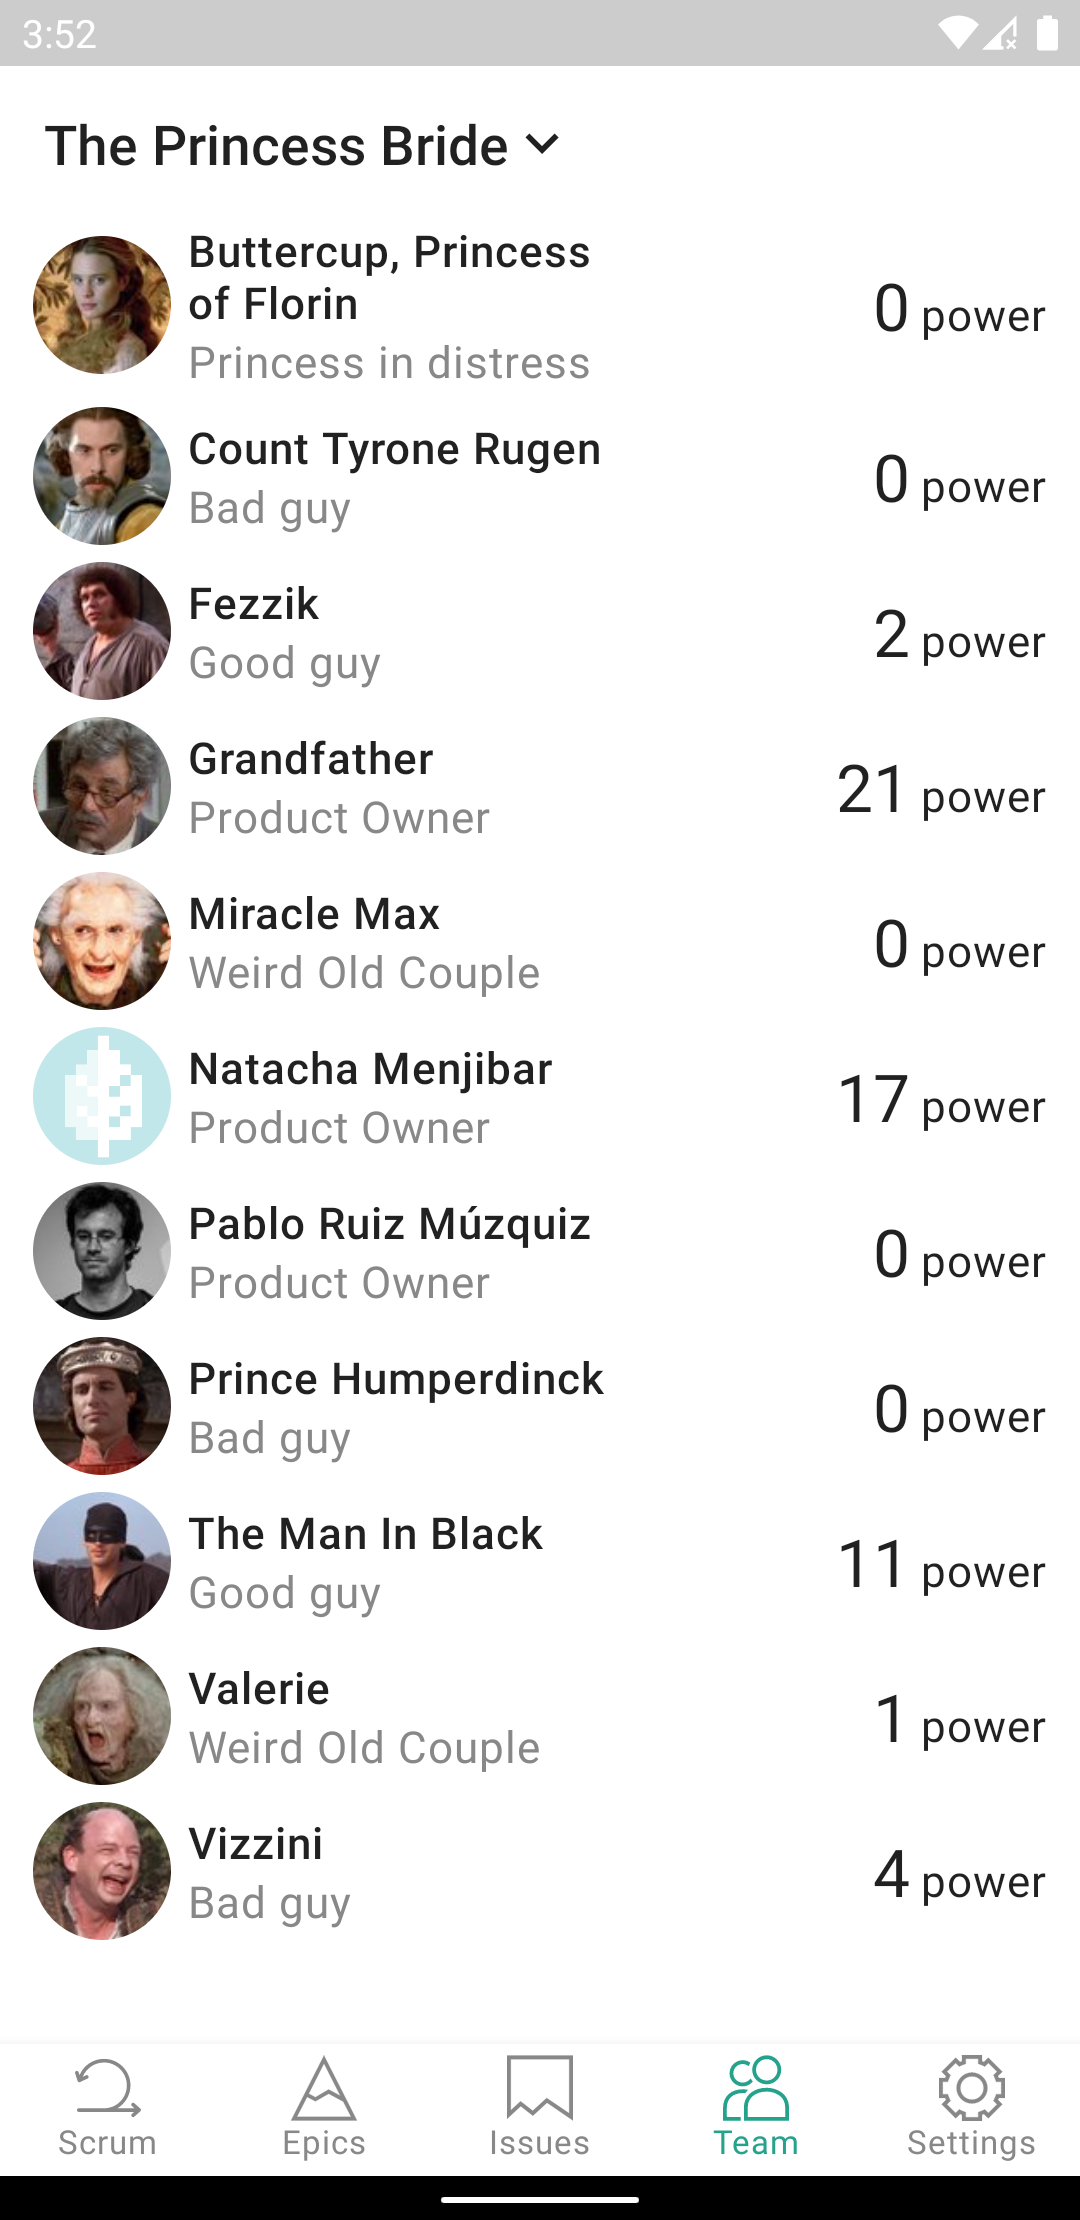 3:52
The Princess Bride
Buttercup, Princess
of Florin
Princess in distress
0 power
Count Tyrone Rugen
Bad guy
0 power
Fezzik
Good guy
2 power
Grandfather
Product Owner
21 power
Miracle Max
Weird Old Couple
0 power
Natacha Menjibar
Product Owner
17 power
Pablo Ruiz Múzquiz
Product Owner
0 power
Prince Humperdinck
Bad guy
0 power
The Man In Black
Good guy
11 power
Valerie
Weird Old Couple
1 power
Vizzini
Bad guy
4 power
Scrum
Epics
Issues
Team
Settings